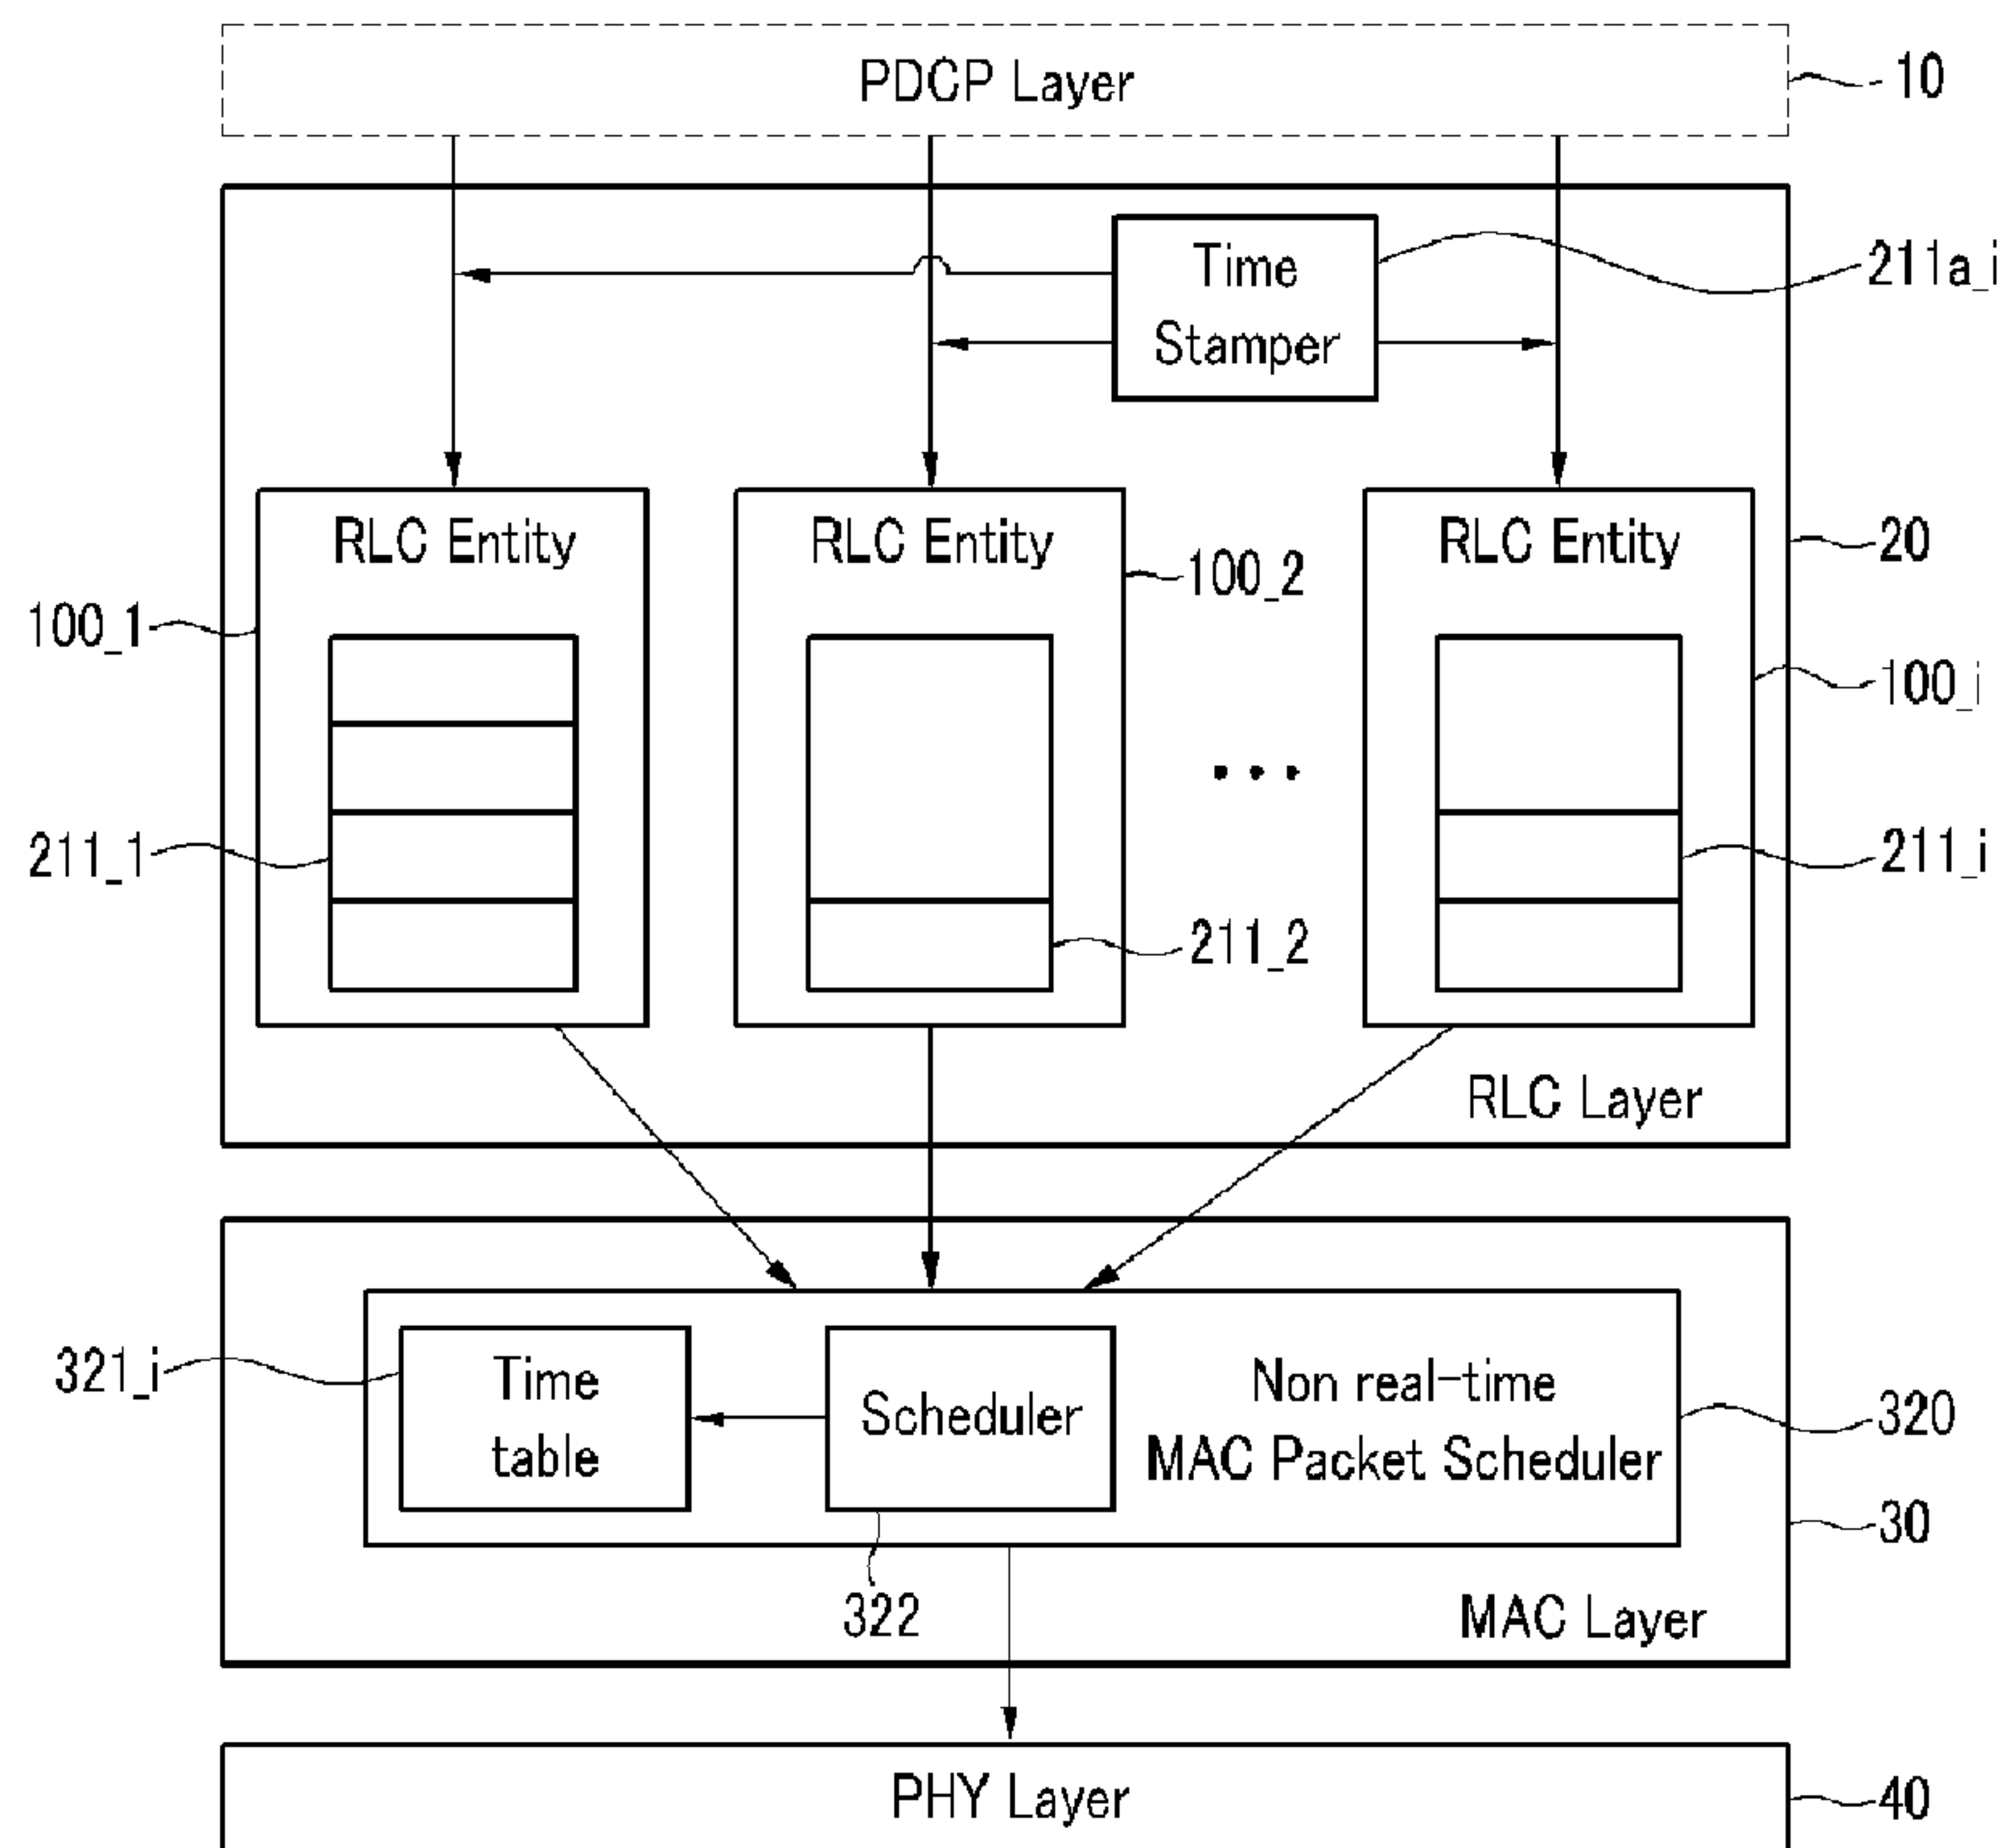 PDCP Layer
10
Time
Stamper
211a_i
RLC Entity
RLC Entity
RLC Entity
20
100_1
100_2
100_i
211_1
211_2
211_i
RLC Layer
321_i
Time
table
Scheduler
Non real-time
MAC Packet Scheduler
320
30
322
MAC Layer
PHY Layer
40